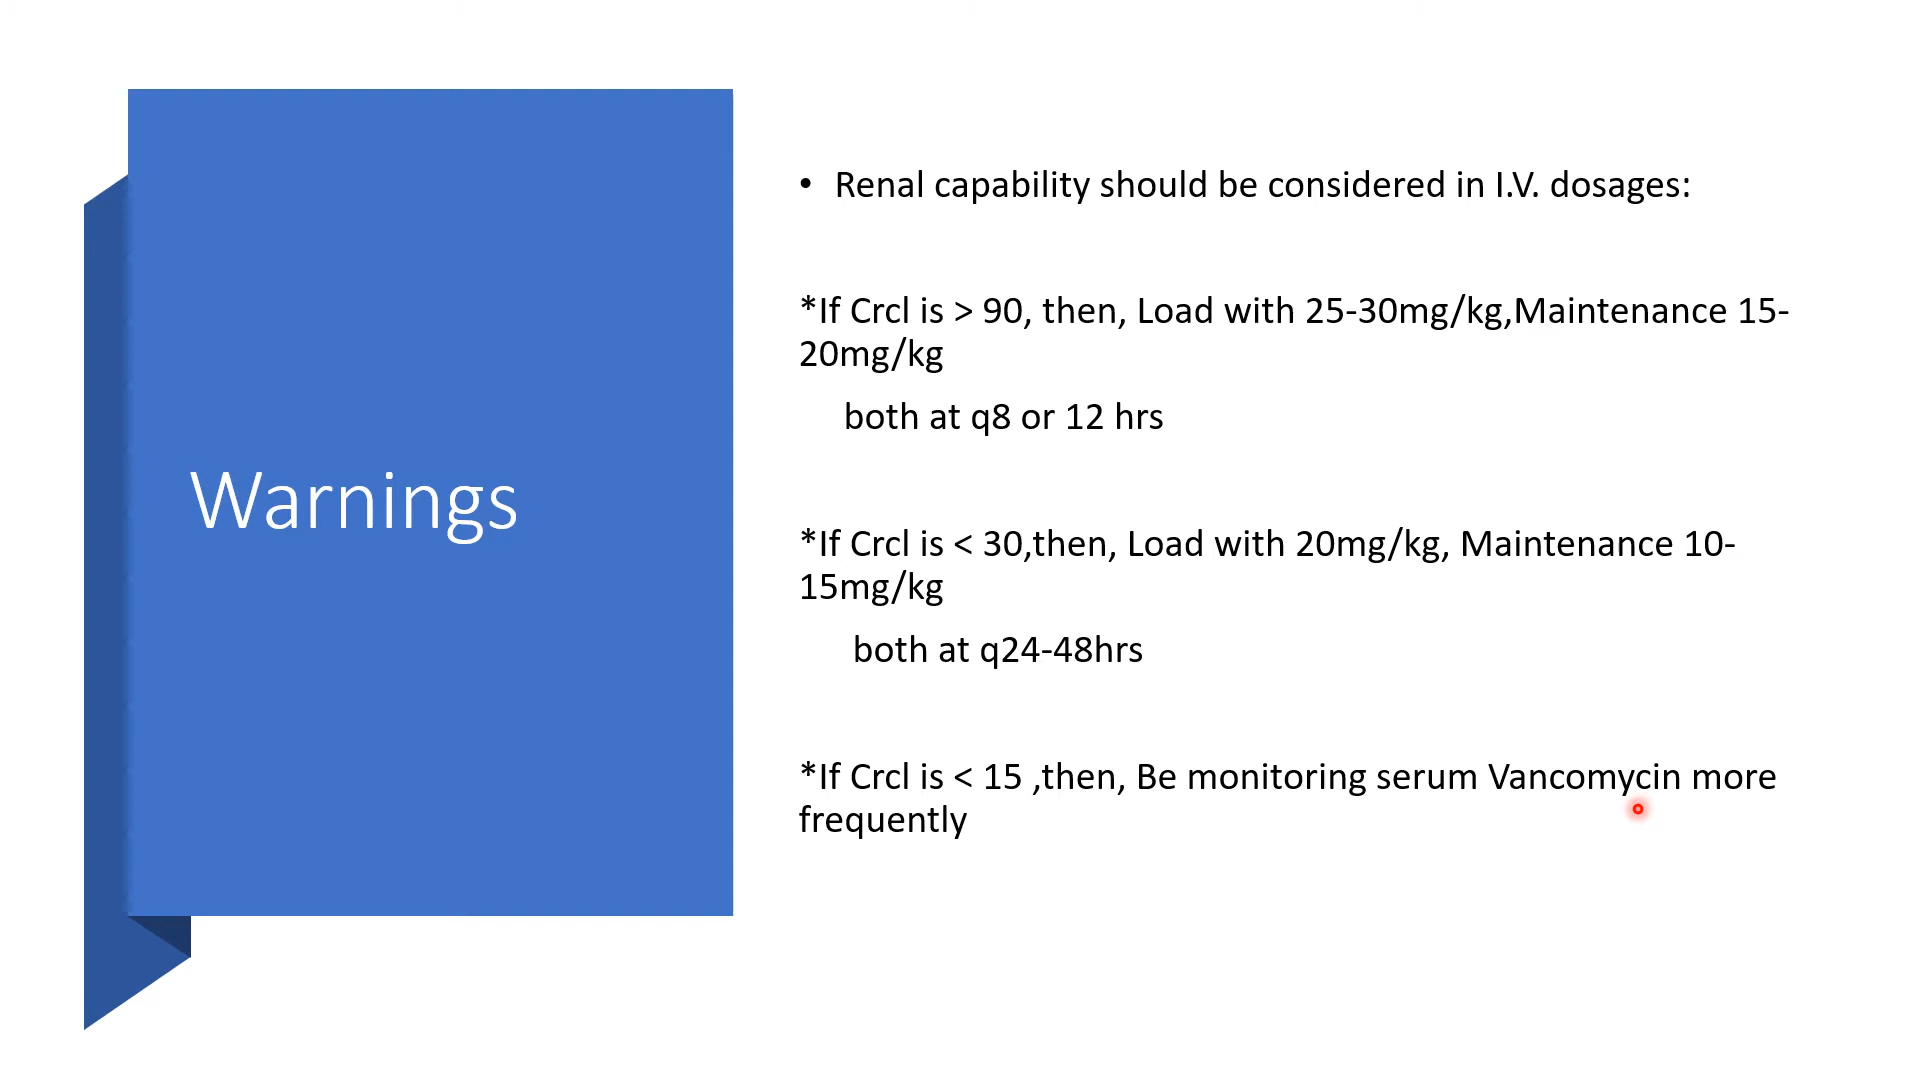 Warnings
• Renal capability should be considered in I.V. dosages:
*If Crcl is > 90, then, Load with 25-30mg/kg,Maintenance 15-
20mg/kg
both at q8 or 12 hrs
*If Crcl is < 30,then, Load with 20mg/kg, Maintenance 10-
15mg/kg
both at q24-48hrs
*If Crcl is < 15 ,then, Be monitoring serum Vancomycin more
frequently